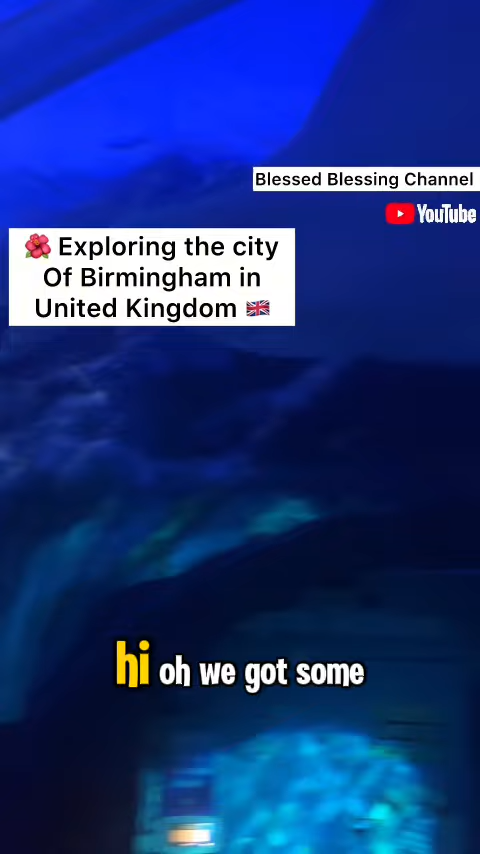 Blessed Blessing Channel
YouTube
🌺 Exploring the city
Of Birmingham in
United Kingdom 🇬🇧
hi oh we got some